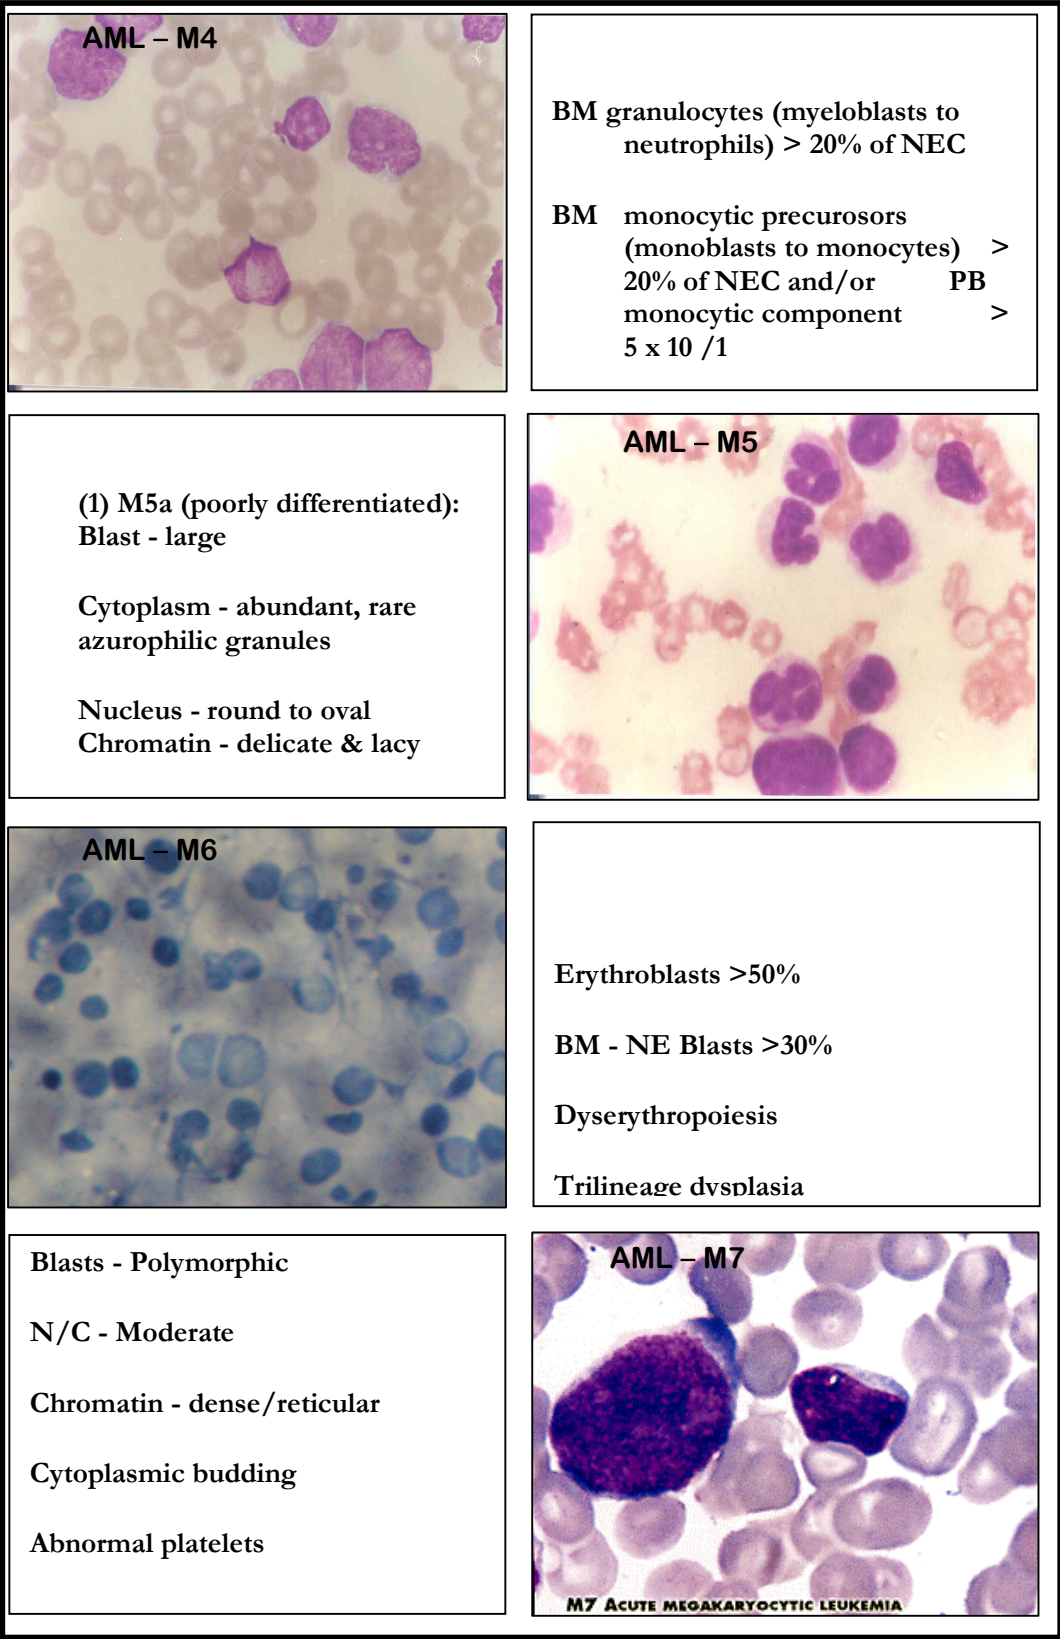 AML – M4
BM granulocytes (myeloblasts to
neutrophils) > 20% of NEC
BM monocytic precurosors
(monoblasts to monocytes) >
20% of NEC and/or PB
monocytic component >
5 x 10 /1
(1) M5a (poorly differentiated):
Blast - large
Cytoplasm - abundant, rare
azurophilic granules
Nucleus - round to oval
Chromatin - delicate & lacy
AML – M5
AML – M6
Erythroblasts >50%
BM - NE Blasts >30%
Dyserythropoiesis
Trilineage dysplasia
Blasts - Polymorphic
N/C - Moderate
Chromatin - dense/reticular
Cytoplasmic budding
Abnormal platelets
AML – M7
M7 ACUTE MEGAKARYOCYTIC LEUKEMIA